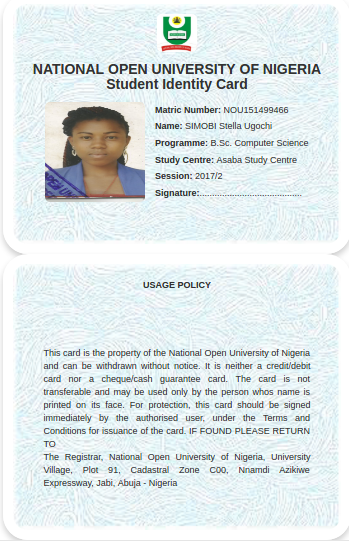 NATIONAL OPEN UNIVERSITY OF NIGERIA
Student Identity Card
Matric Number: NOU151499466
Name: SIMOBI Stella Ugochi
Programme: B.Sc. Computer Science
Study Centre: Asaba Study Centre
Session: 2017/2
Signature:........................................
USAGE POLICY
This card is the property of the National Open University of Nigeria
and can be withdrawn without notice. It is neither a credit/debit
card nor a cheque/cash guarantee card. The card is not
transferable and may be used only by the person whos name is
printed on its face. For protection, this card should be signed
immediately by the authorised user, under the Terms and
Conditions for issuance of the card. IF FOUND PLEASE RETURN
TO
The Registrar, National Open University of Nigeria, University
Village, Plot 91, Cadastral Zone C00, Nnamdi Azikiwe
Expressway, Jabi, Abuja - Nigeria